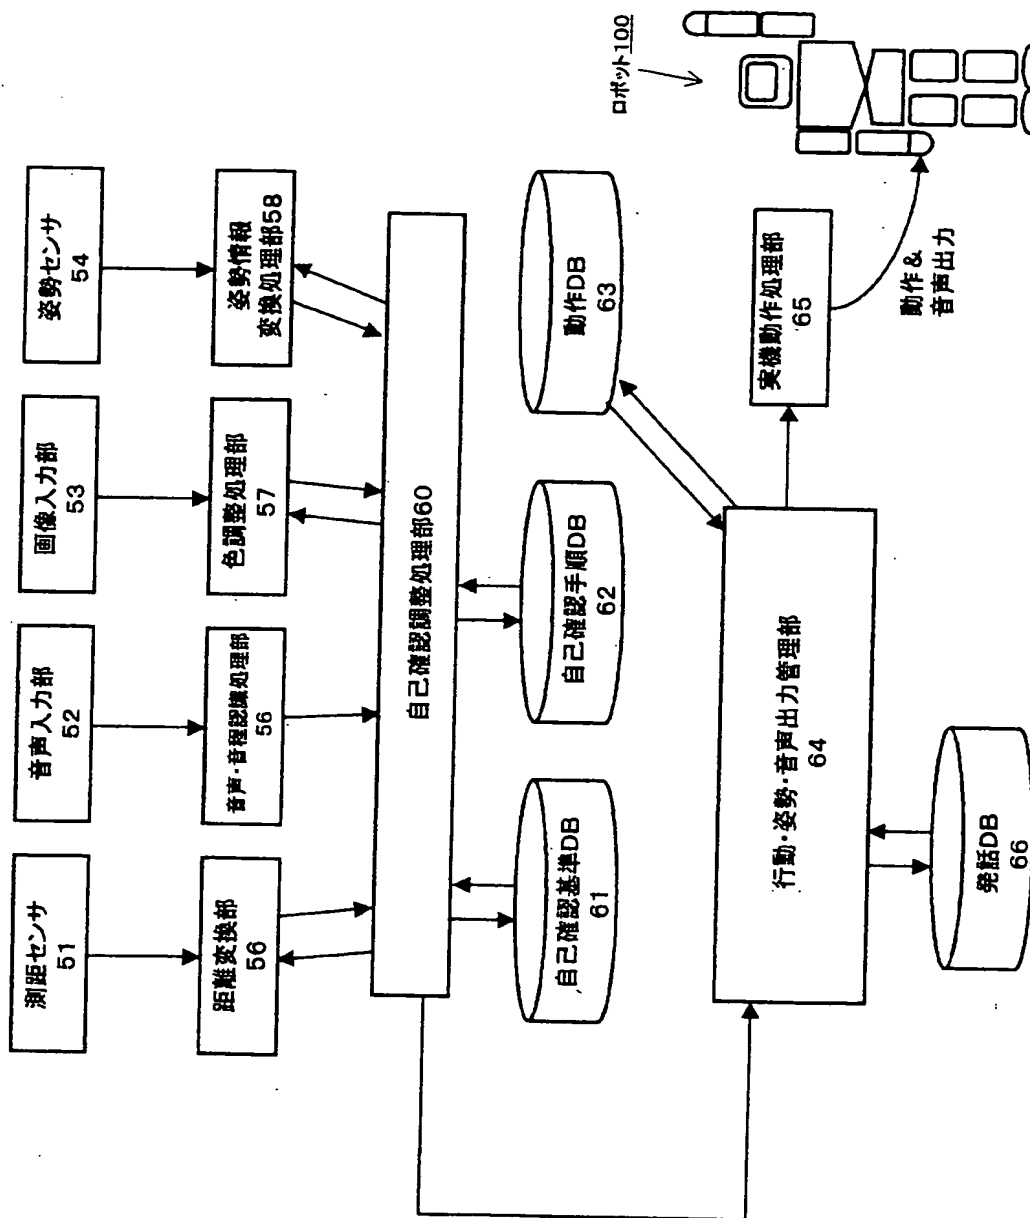 測距センサ
51
音声入力部
52
画像入力部
53
姿勢センサ
54
距離変換部
56
音声・音程認識処理部
56
色調整処理部
57
姿勢情報
変換処理部58
自己確認調整処理部60
自己確認基準DB
61
自己確認手順DB
62
動作DB
63
行動・姿勢・音声出力管理部
64
実機動作処理部
65
動作&
音声出力
ロボット100
発話DB
66